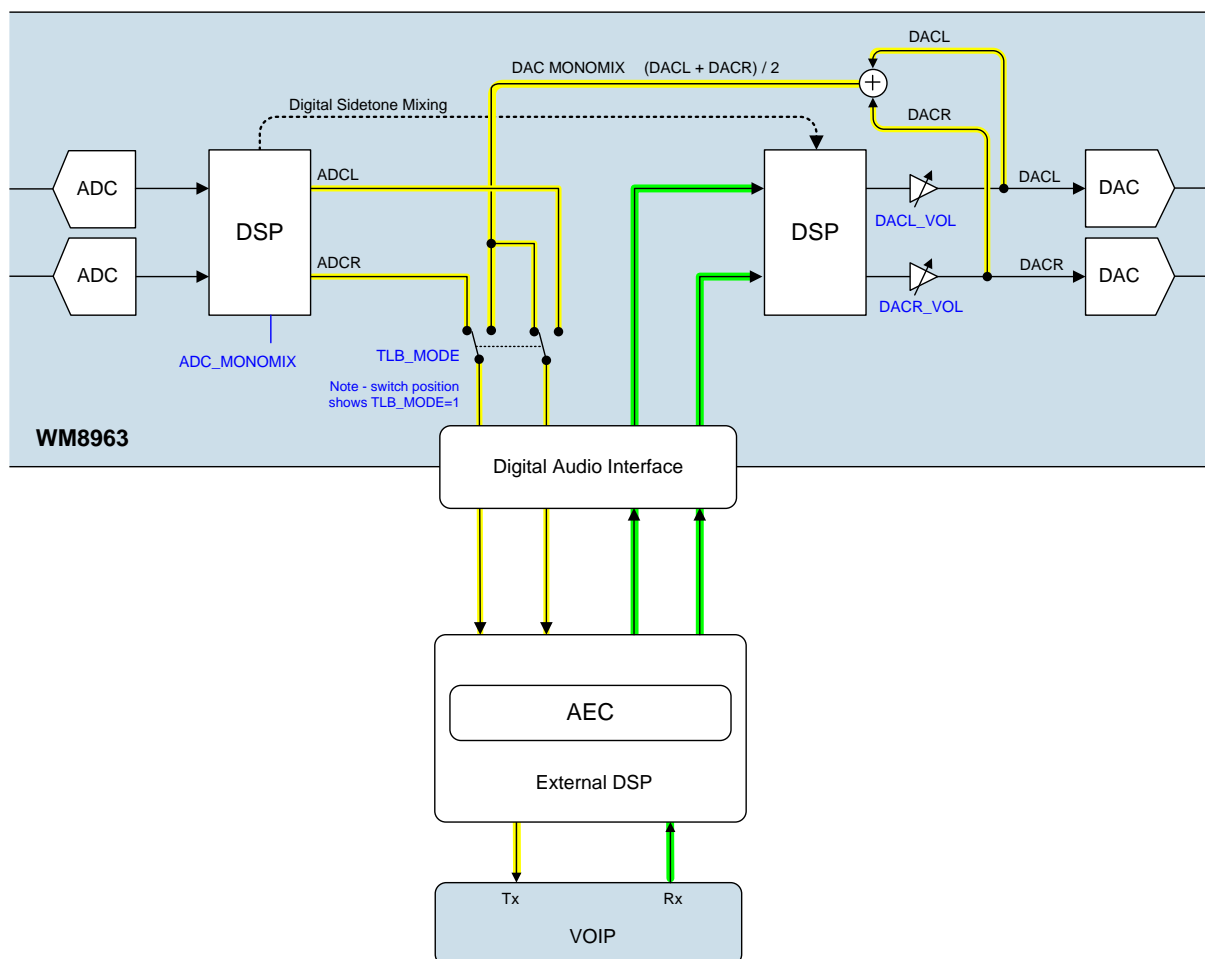 DACL
DAC MONOMIX (DACL + DACR) / 2
+
Digital Sidetone Mixing
DACR
ADC
DSP
ADCL
DSP
DACL
DAC
DACL_VOL
ADC
ADCR
DACR
DAC
DACR_VOL
ADC_MONOMIX
TLB_MODE
Note - switch position
shows TLB_MODE=1
WM8963
Digital Audio Interface
AEC
External DSP
Tx
Rx
VOIP